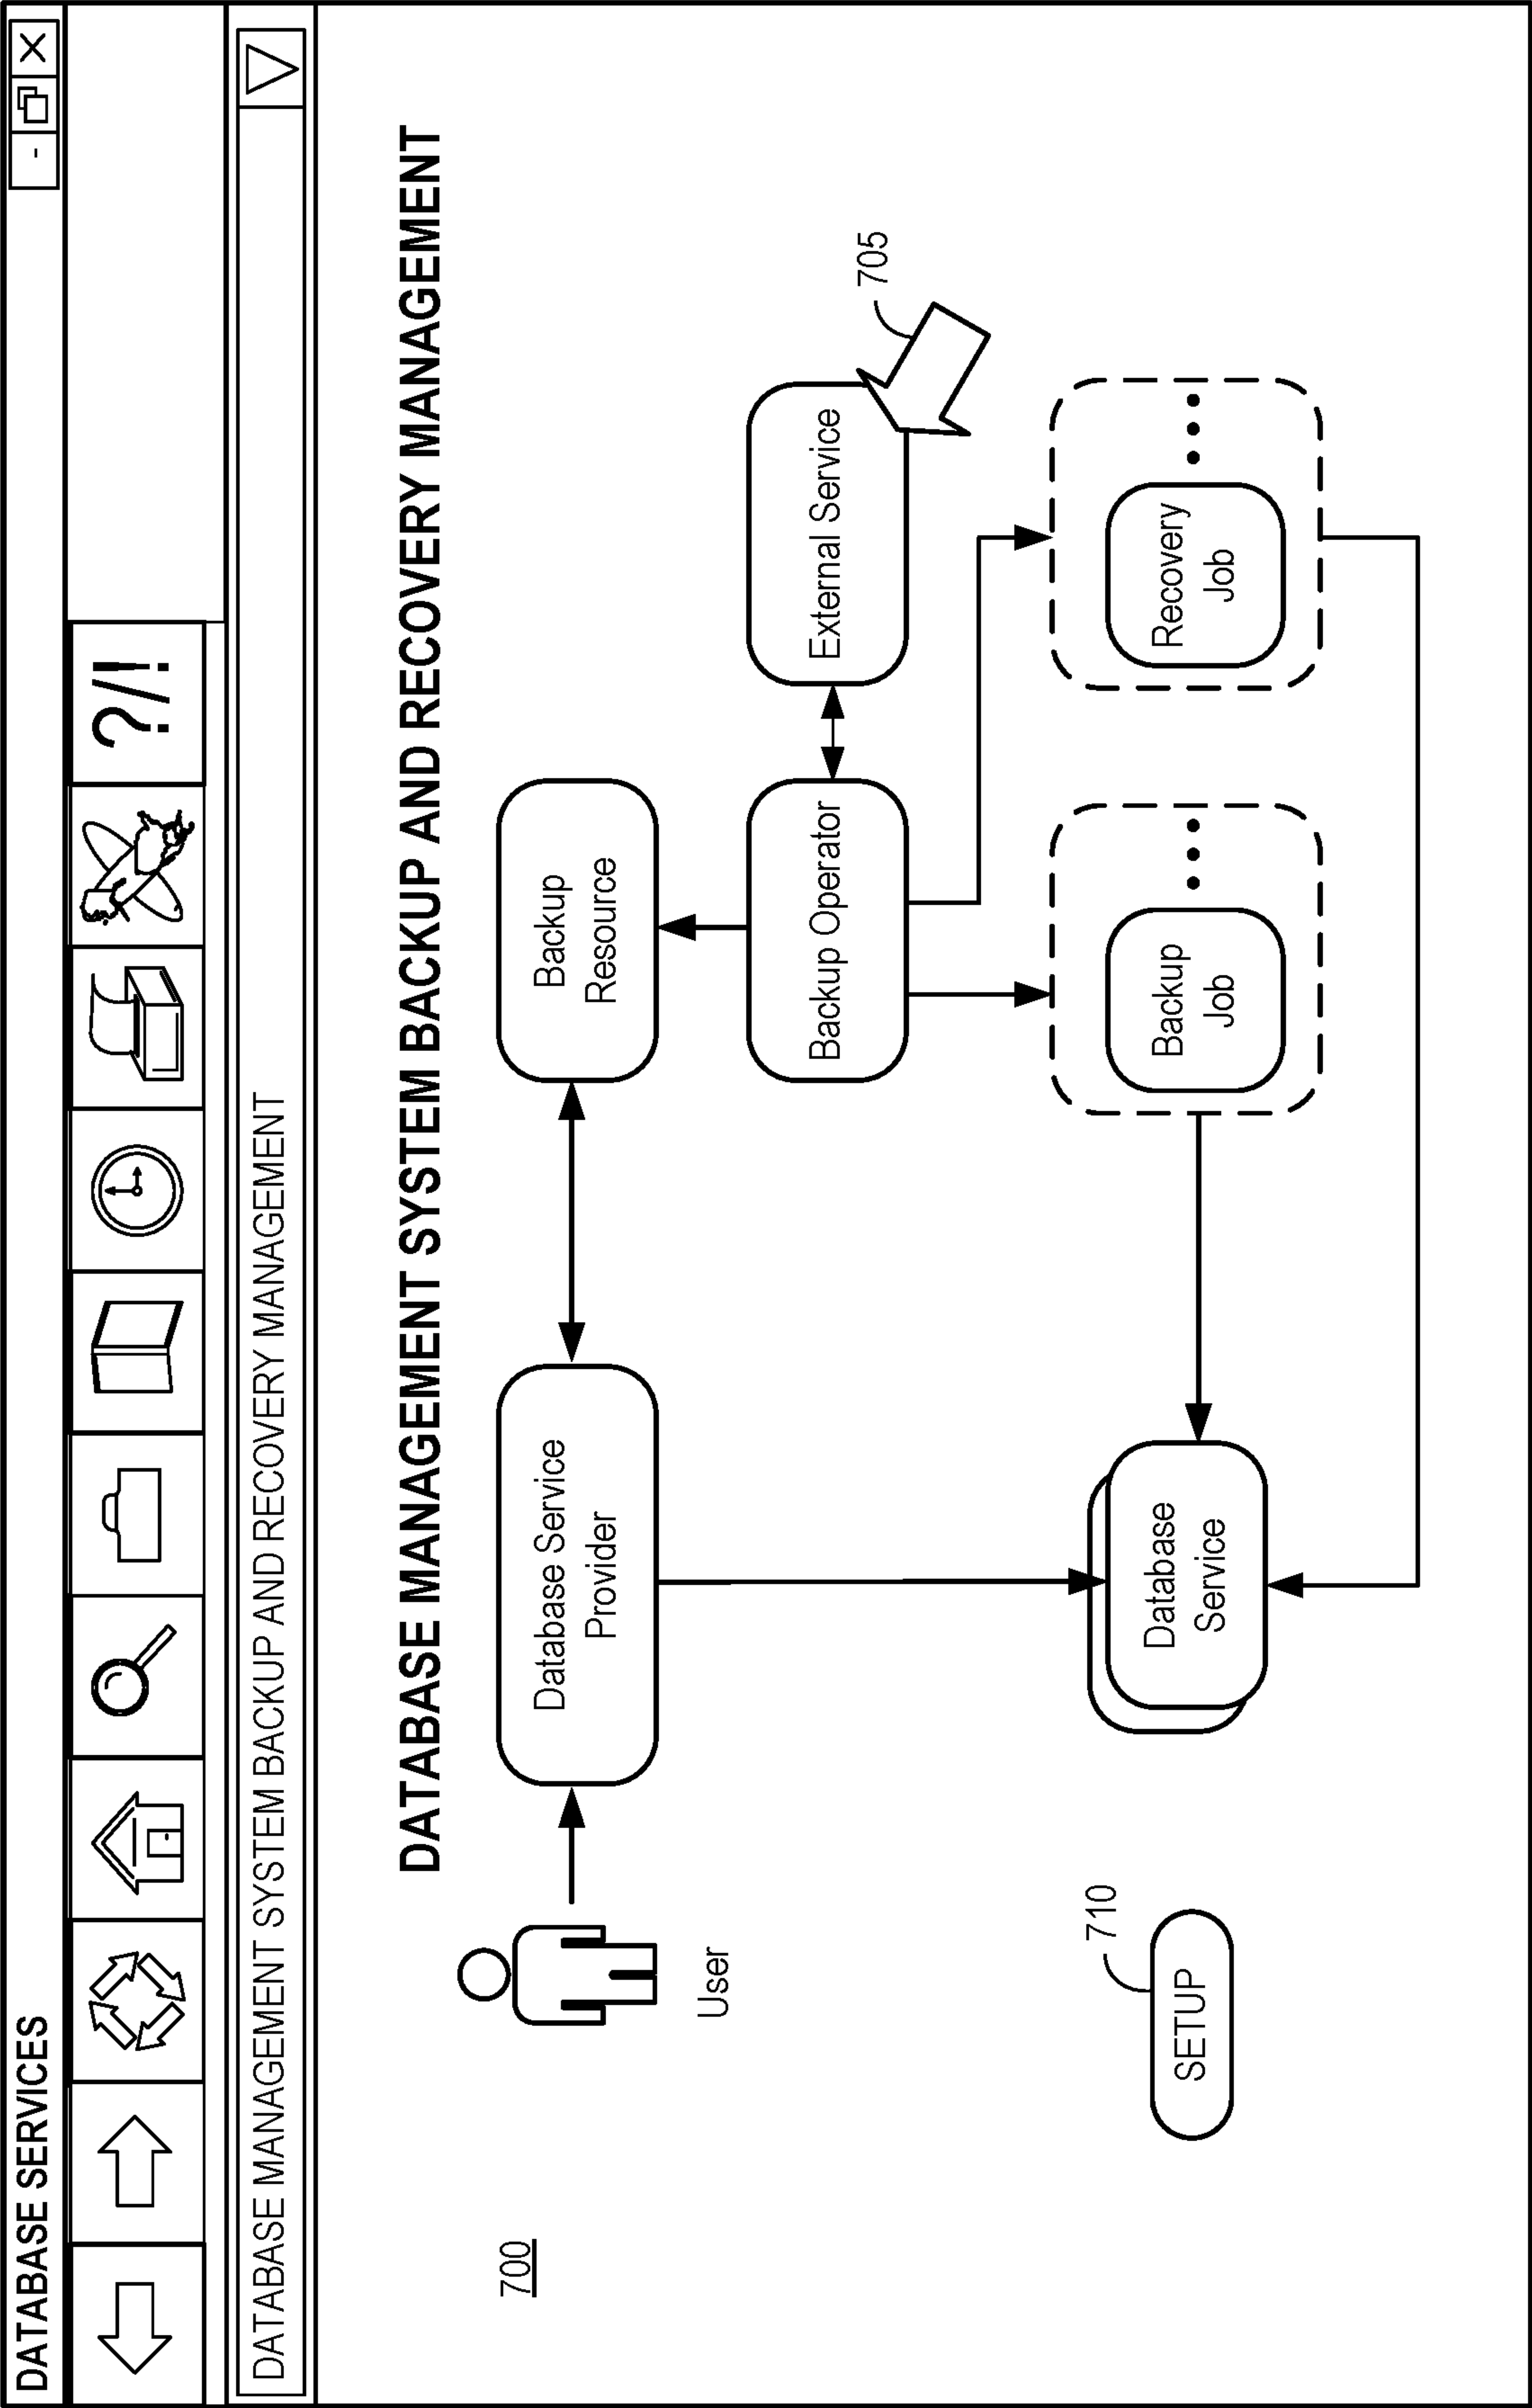 DATABASE SERVICES
- X
?/!
DATABASE MANAGEMENT SYSTEM BACKUP AND RECOVERY MANAGEMENT
DATABASE MANAGEMENT SYSTEM BACKUP AND RECOVERY MANAGEMENT
700
User
Database Service
Provider
Backup
Resource
Backup Operator
External Service
705
SETUP
710
Database
Service
Backup
Job
Recovery
Job